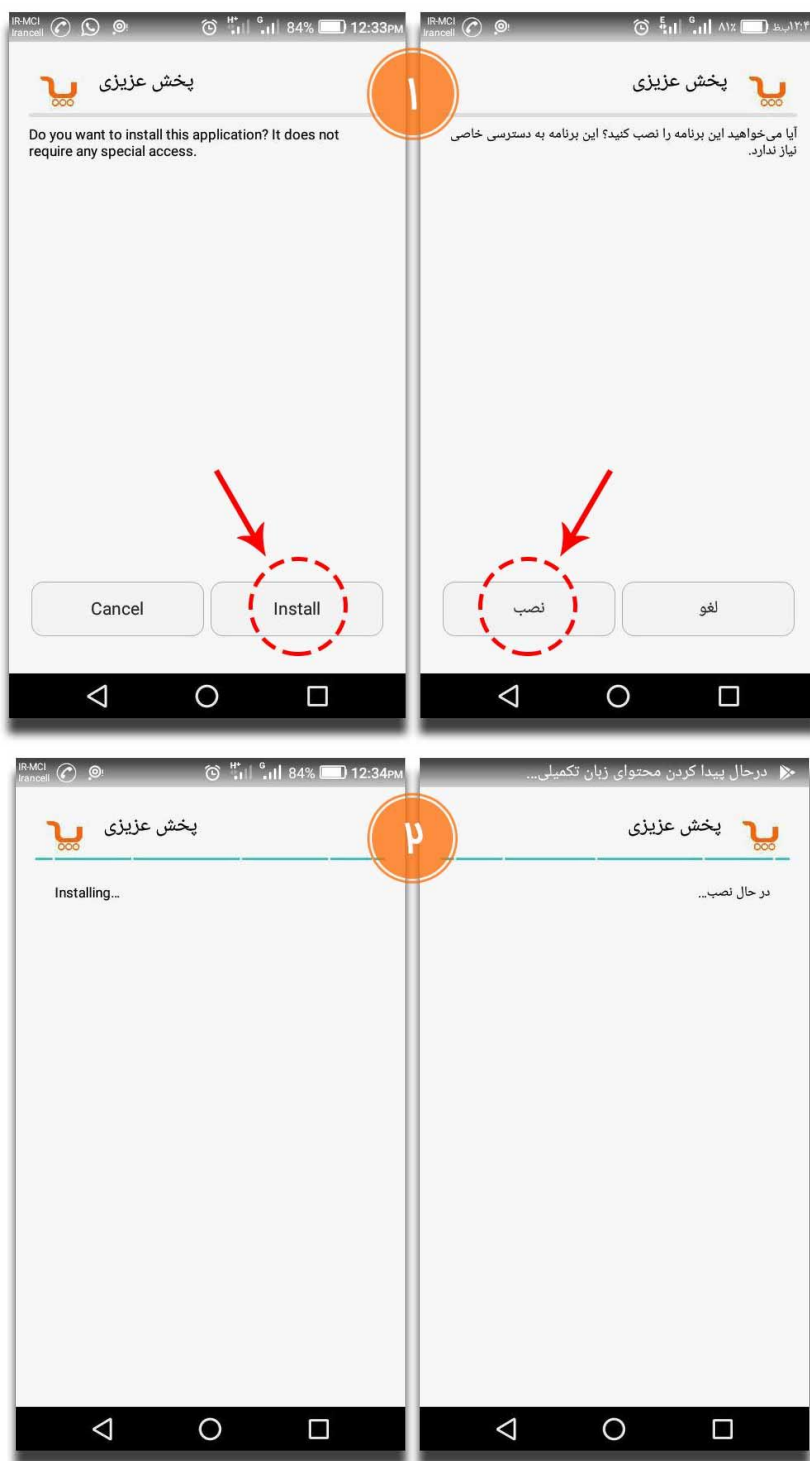 IR-MCI
Irancell
H+
G
84%
12:33PM
پخش عزیزی
Do you want to install this application? It does not
require any special access.
Cancel
Install
۱
IR-MCI
Irancell
E
G
۸۱٪
پخش عزیزی
آیا می‌خواهید این برنامه را نصب کنید؟ این برنامه به دسترسی خاصی
نیاز ندارد.
نصب
لغو
IR-MCI
Irancell
H+
G
84%
12:34PM
پخش عزیزی
Installing...
۲
درحال پیدا کردن محتوای زبان تکمیلی...
پخش عزیزی
در حال نصب...